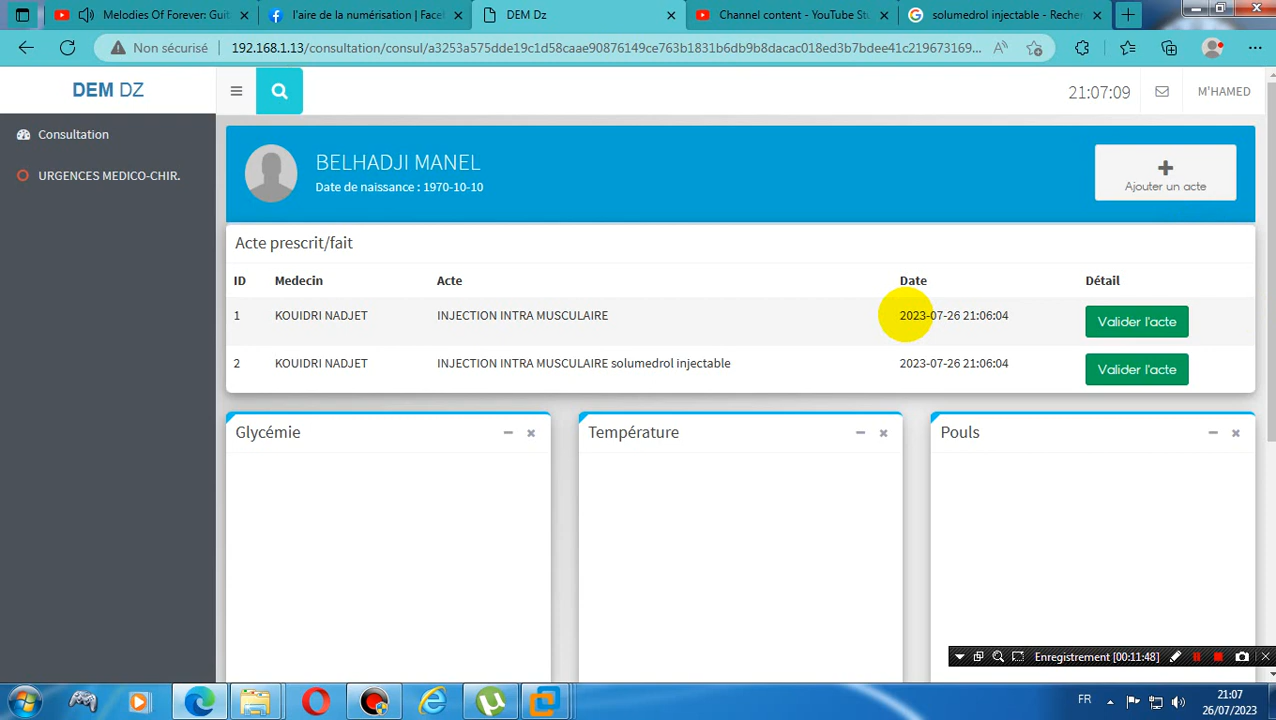 Melodies Of Forever: Guit
l'aire de la numérisation | Facel
DEM Dz
Channel content - YouTube Stu
solumedrol injectable - Recher
Non sécurisé
192.168.1.13/consultation/consul/a3253a575dde19c1d58caae90876149ce763b1831b6db9b8dacac01ed3b7bdee41c219673169...
DEM DZ
21:07:09
M'HAMED
Consultation
URGENCES MEDICO-CHIR.
BELHADJI MANEL
Date de naissance : 1970-10-10
Ajouter un acte
Acte prescrit/fait
ID Medecin Acte Date Détail
1 KOUIDRI NADJET INJECTION INTRA MUSCULAIRE 2023-07-26 21:06:04 Valider l'acte
2 KOUIDRI NADJET INJECTION INTRA MUSCULAIRE solumedrol injectable 2023-07-26 21:06:04 Valider l'acte
Glycémie
Température
Pouls
Enregistrement [00:11:48]
FR
21:07
26/07/2023